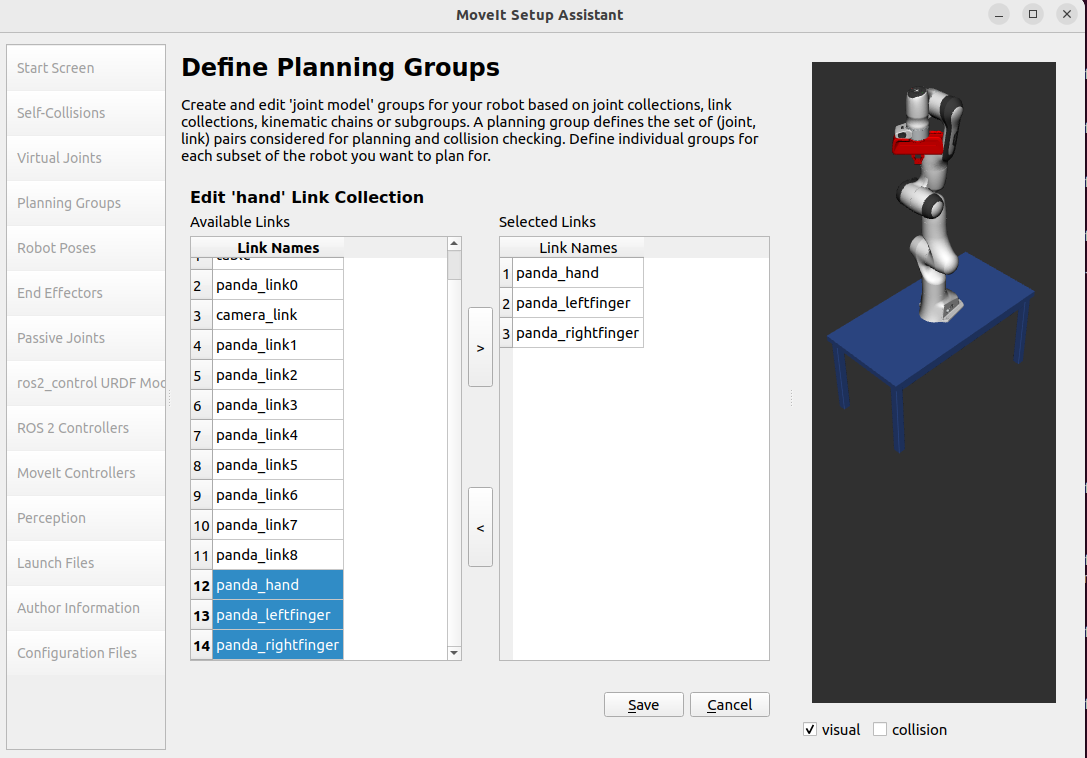 MoveIt Setup Assistant
Start Screen
Self-Collisions
Virtual Joints
Planning Groups
Robot Poses
End Effectors
Passive Joints
ros2_control URDF Moc
ROS 2 Controllers
MoveIt Controllers
Perception
Launch Files
Author Information
Configuration Files
Define Planning Groups
Create and edit 'joint model' groups for your robot based on joint collections, link
collections, kinematic chains or subgroups. A planning group defines the set of (joint,
link) pairs considered for planning and collision checking. Define individual groups for
each subset of the robot you want to plan for.
Edit 'hand' Link Collection
Available Links
Link Names
1 table
2 panda_link0
3 camera_link
4 panda_link1
5 panda_link2
6 panda_link3
7 panda_link4
8 panda_link5
9 panda_link6
10 panda_link7
11 panda_link8
12 panda_hand
13 panda_leftfinger
14 panda_rightfinger
>
<
Selected Links
Link Names
1 panda_hand
2 panda_leftfinger
3 panda_rightfinger
Save
Cancel
visual
collision